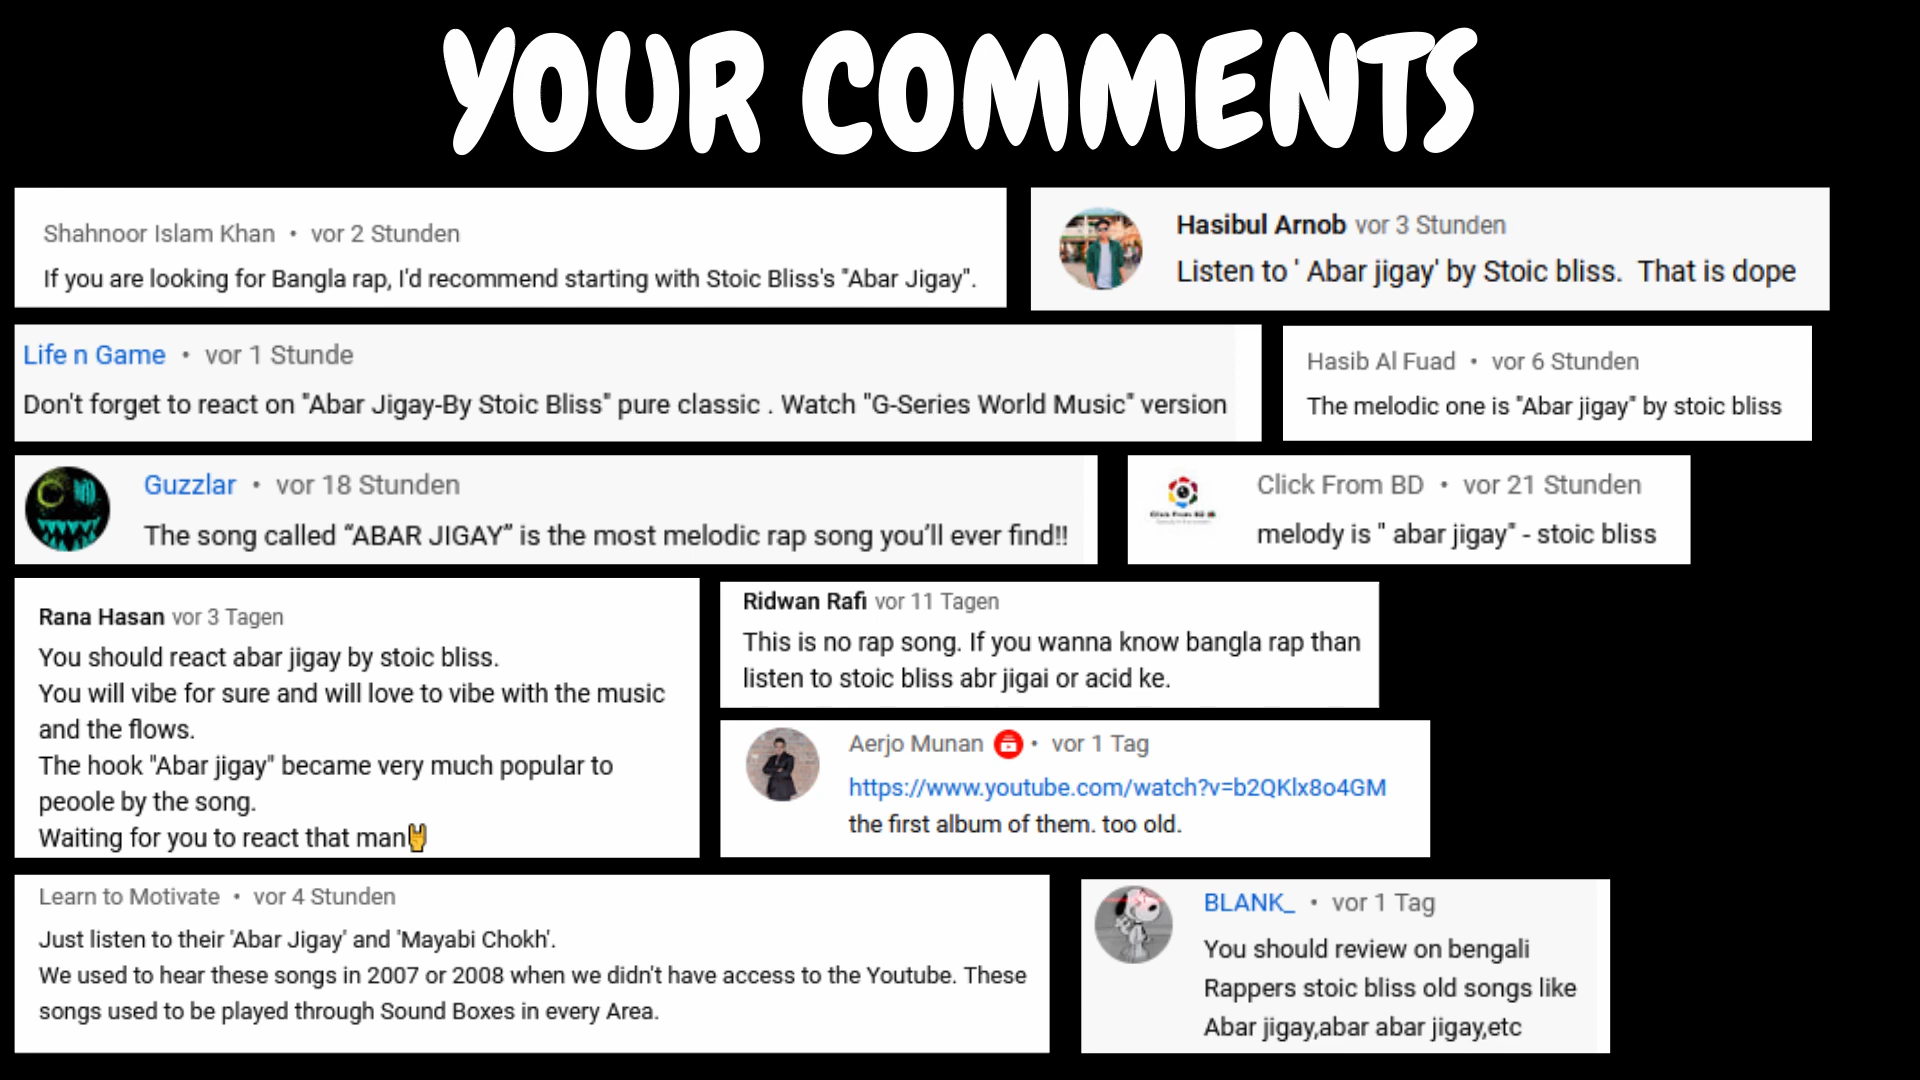 YOUR COMMENTS
Shahnoor Islam Khan • vor 2 Stunden
If you are looking for Bangla rap, I'd recommend starting with Stoic Bliss's "Abar Jigay".
Hasibul Arnob vor 3 Stunden
Listen to ' Abar jigay' by Stoic bliss.  That is dope
Life n Game • vor 1 Stunde
Don't forget to react on "Abar Jigay-By Stoic Bliss" pure classic . Watch "G-Series World Music" version
Hasib Al Fuad • vor 6 Stunden
The melodic one is "Abar jigay" by stoic bliss
Guzzlar • vor 18 Stunden
The song called “ABAR JIGAY” is the most melodic rap song you’ll ever find!!
Click From BD • vor 21 Stunden
melody is " abar jigay" - stoic bliss
Rana Hasan vor 3 Tagen
You should react abar jigay by stoic bliss.
You will vibe for sure and will love to vibe with the music
and the flows.
The hook "Abar jigay" became very much popular to
peoole by the song.
Waiting for you to react that man🤘
Ridwan Rafi vor 11 Tagen
This is no rap song. If you wanna know bangla rap than
listen to stoic bliss abr jigai or acid ke.
Aerjo Munan • vor 1 Tag
https://www.youtube.com/watch?v=b2QKlx8o4GM
the first album of them. too old.
Learn to Motivate • vor 4 Stunden
Just listen to their 'Abar Jigay' and 'Mayabi Chokh'.
We used to hear these songs in 2007 or 2008 when we didn't have access to the Youtube. These
songs used to be played through Sound Boxes in every Area.
BLANK_ • vor 1 Tag
You should review on bengali
Rappers stoic bliss old songs like
Abar jigay,abar abar jigay,etc